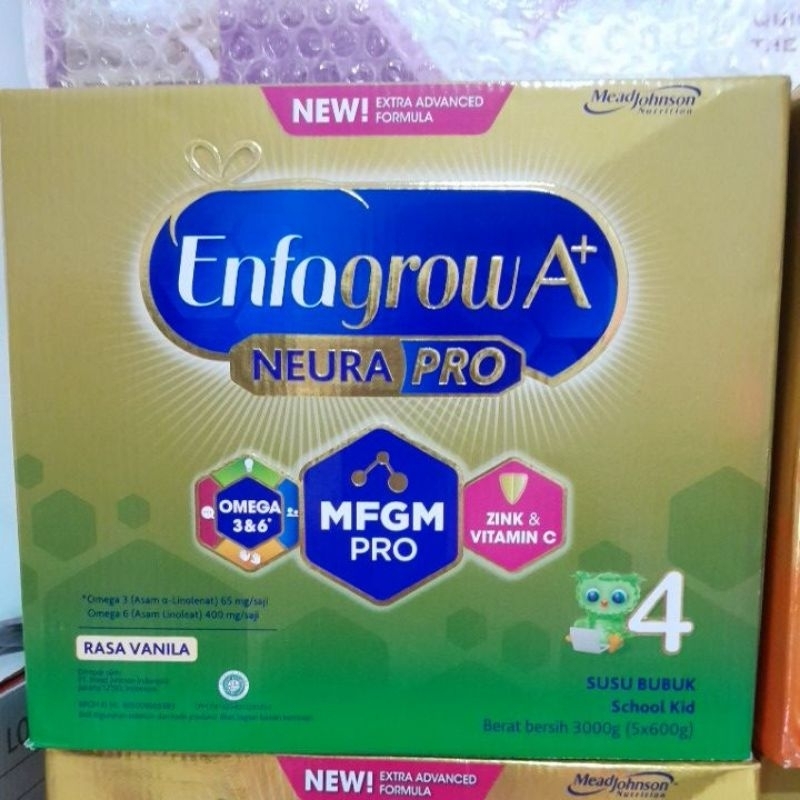 NEW! EXTRA ADVANCED
FORMULA
MeadJohnson
Nutrition
EnfagrowA+
NEURA PRO
OMEGA
3&6*
MFGM
PRO
ZINK &
VITAMIN C
*Omega 3 (Asam α-Linolenat) 65 mg/saji
Omega 6 (Asam Linoleat) 400 mg/saji
RASA VANILA
4
SUSU BUBUK
School Kid
Berat bersih 3000g (5x600g)
NEW! EXTRA ADVANCED
FORMULA
MeadJohnson
Nutrition